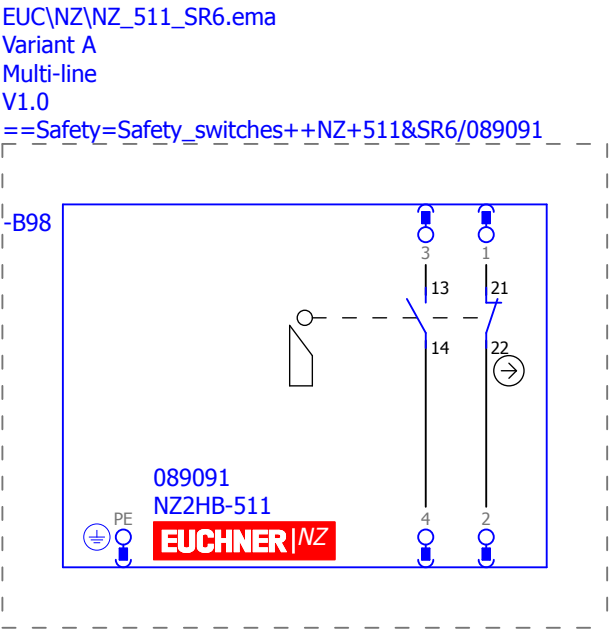 EUC\NZ\NZ_511_SR6.ema
Variant A
Multi-line
V1.0
==Safety=Safety_switches++NZ+511&SR6/089091
-B98
3 1
13 21
14 22
089091
NZ2HB-511
PE 4 2
EUCHNER|NZ